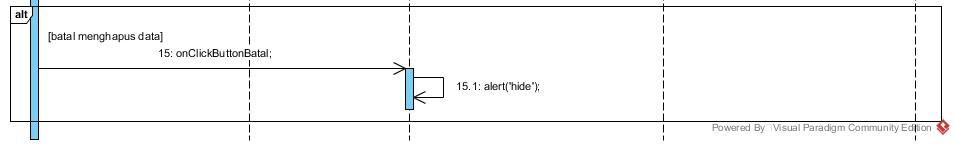 alt
[batal menghapus data]
15: onClickButtonBatal;
15.1: alert('hide');
Powered By Visual Paradigm Community Edition